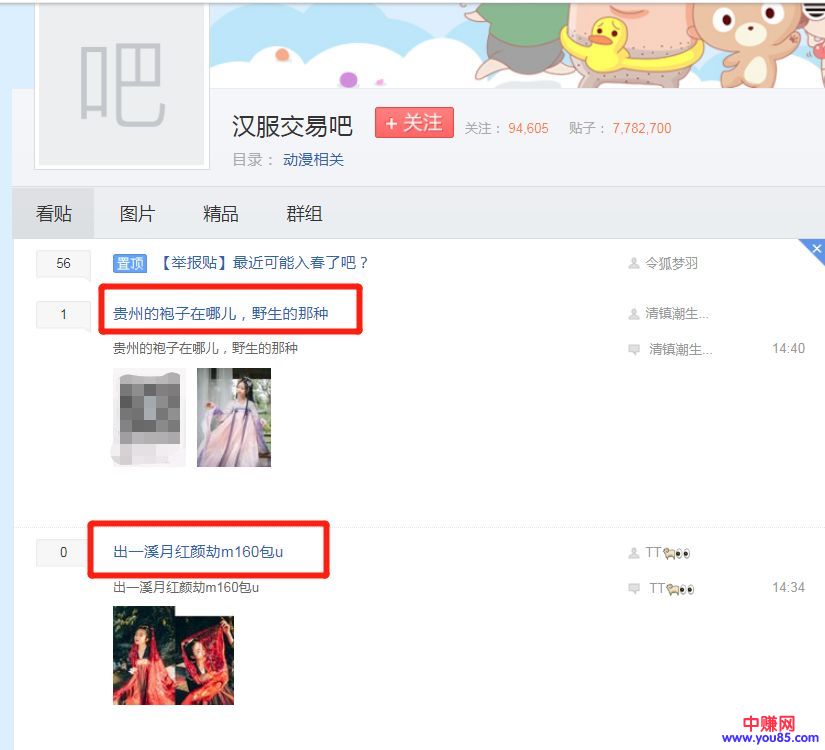 吧
汉服交易吧
+ 关注
关注： 94,605 贴子： 7,782,700
目录： 动漫相关
看贴 图片 精品 群组
56 置顶 【举报贴】最近可能入春了吧？ 令狐梦羽
1 贵州的袍子在哪儿，野生的那种 清镇潮生...
贵州的袍子在哪儿，野生的那种 清镇潮生... 14:40
0 出一溪月红颜劫m160包u TT
出一溪月红颜劫m160包u TT 14:34
中赚网
www.you85.com